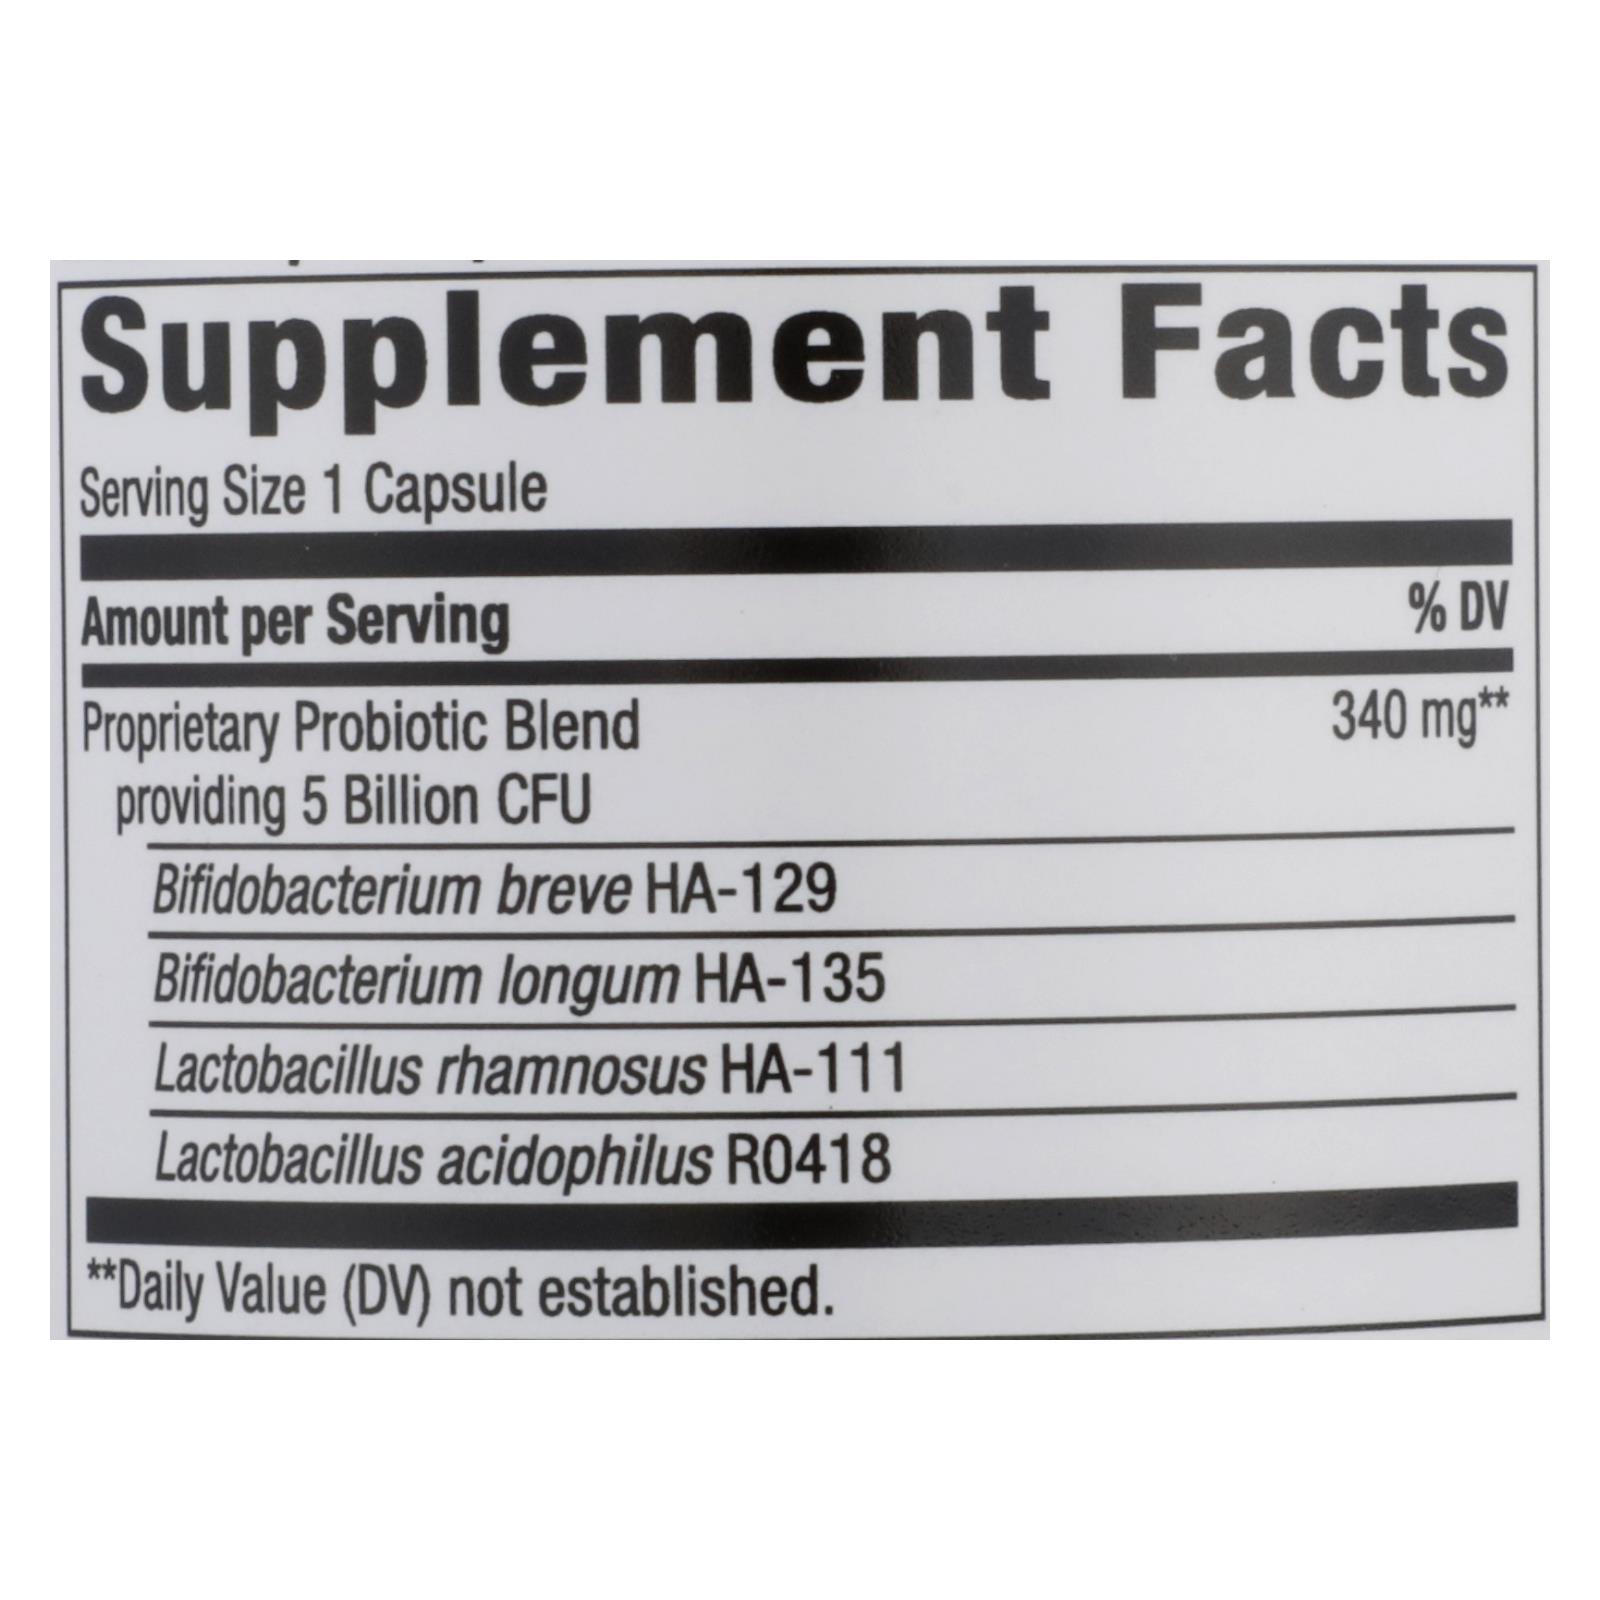 Supplement Facts
Serving Size 1 Capsule
Amount per Serving % DV
Proprietary Probiotic Blend 340 mg**
providing 5 Billion CFU
Bifidobacterium breve HA-129
Bifidobacterium longum HA-135
Lactobacillus rhamnosus HA-111
Lactobacillus acidophilus R0418
**Daily Value (DV) not established.